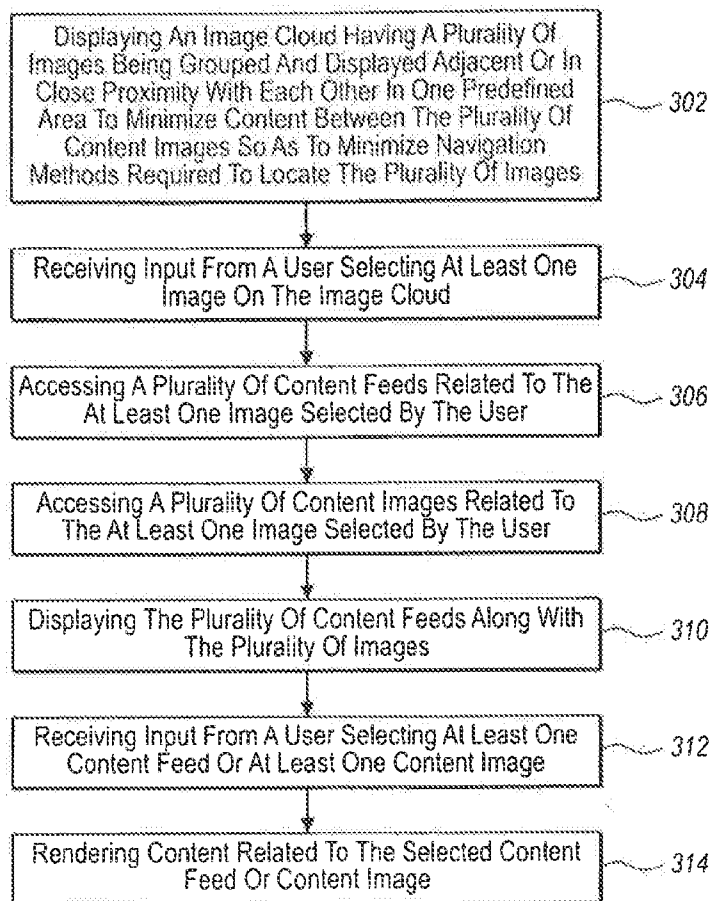 Displaying An Image Cloud Having A Plurality Of
Images Being Grouped And Displayed Adjacent Or In
Close Proximity With Each Other In One Predefined
Area To Minimize Content Between The Plurality Of
Content Images So As To Minimize Navigation
Methods Required To Locate The Plurality Of Images
302
Receiving Input From A User Selecting At Least One
Image On The Image Cloud
304
Accessing A Plurality Of Content Feeds Related To The
At Least One Image Selected By The User
306
Accessing A Plurality Of Content Images Related To
The At Least One Image Selected By The User
308
Displaying The Plurality Of Content Feeds Along With
The Plurality Of Images
310
Receiving Input From A User Selecting At Least One
Content Feed Or At Least One Content Image
312
Rendering Content Related To The Selected Content
Feed Or Content Image
314